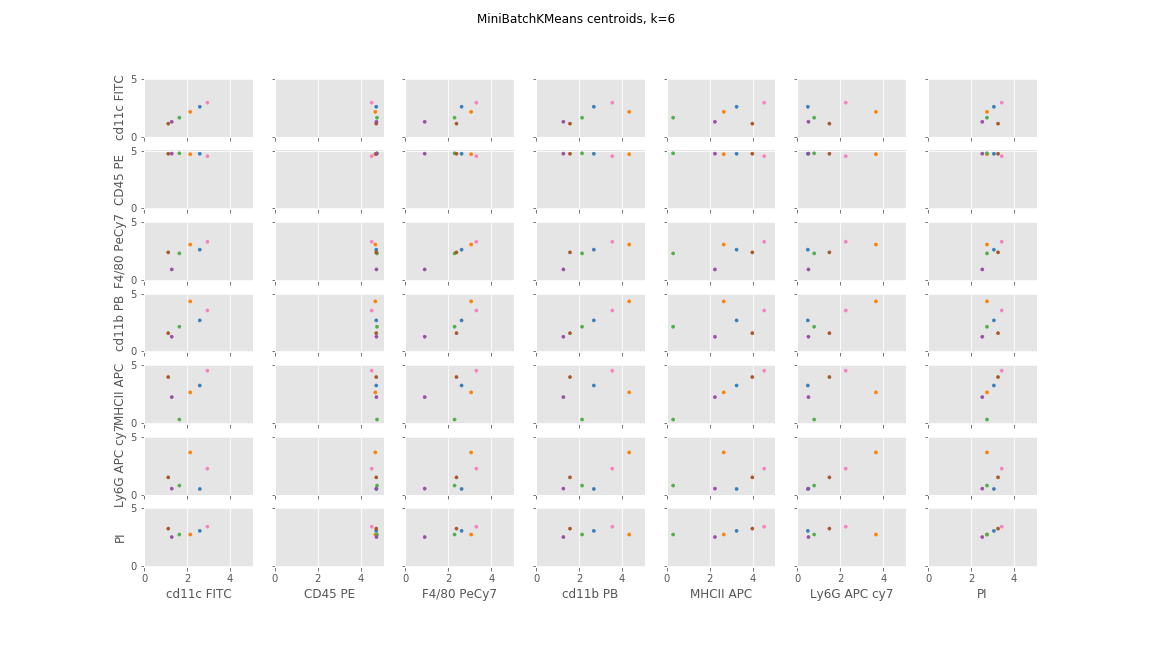 MiniBatchKMeans centroids, k=6
cd11c FITC
5
0
CD45 PE
5
0
F4/80 PeCy7
5
0
cd11b PB
5
0
MHCII APC
5
0
Ly6G APC cy7
5
0
PI
5
0
0 2 4 2 4 0 2 4 0 2 4 0 2 4 0 2 4 0 2 4
cd11c FITC CD45 PE F4/80 PeCy7 cd11b PB MHCII APC Ly6G APC cy7 PI